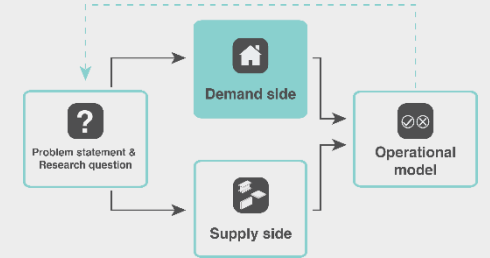 ?
Problem statement &
Research question
Demand side
Supply side
Operational
model